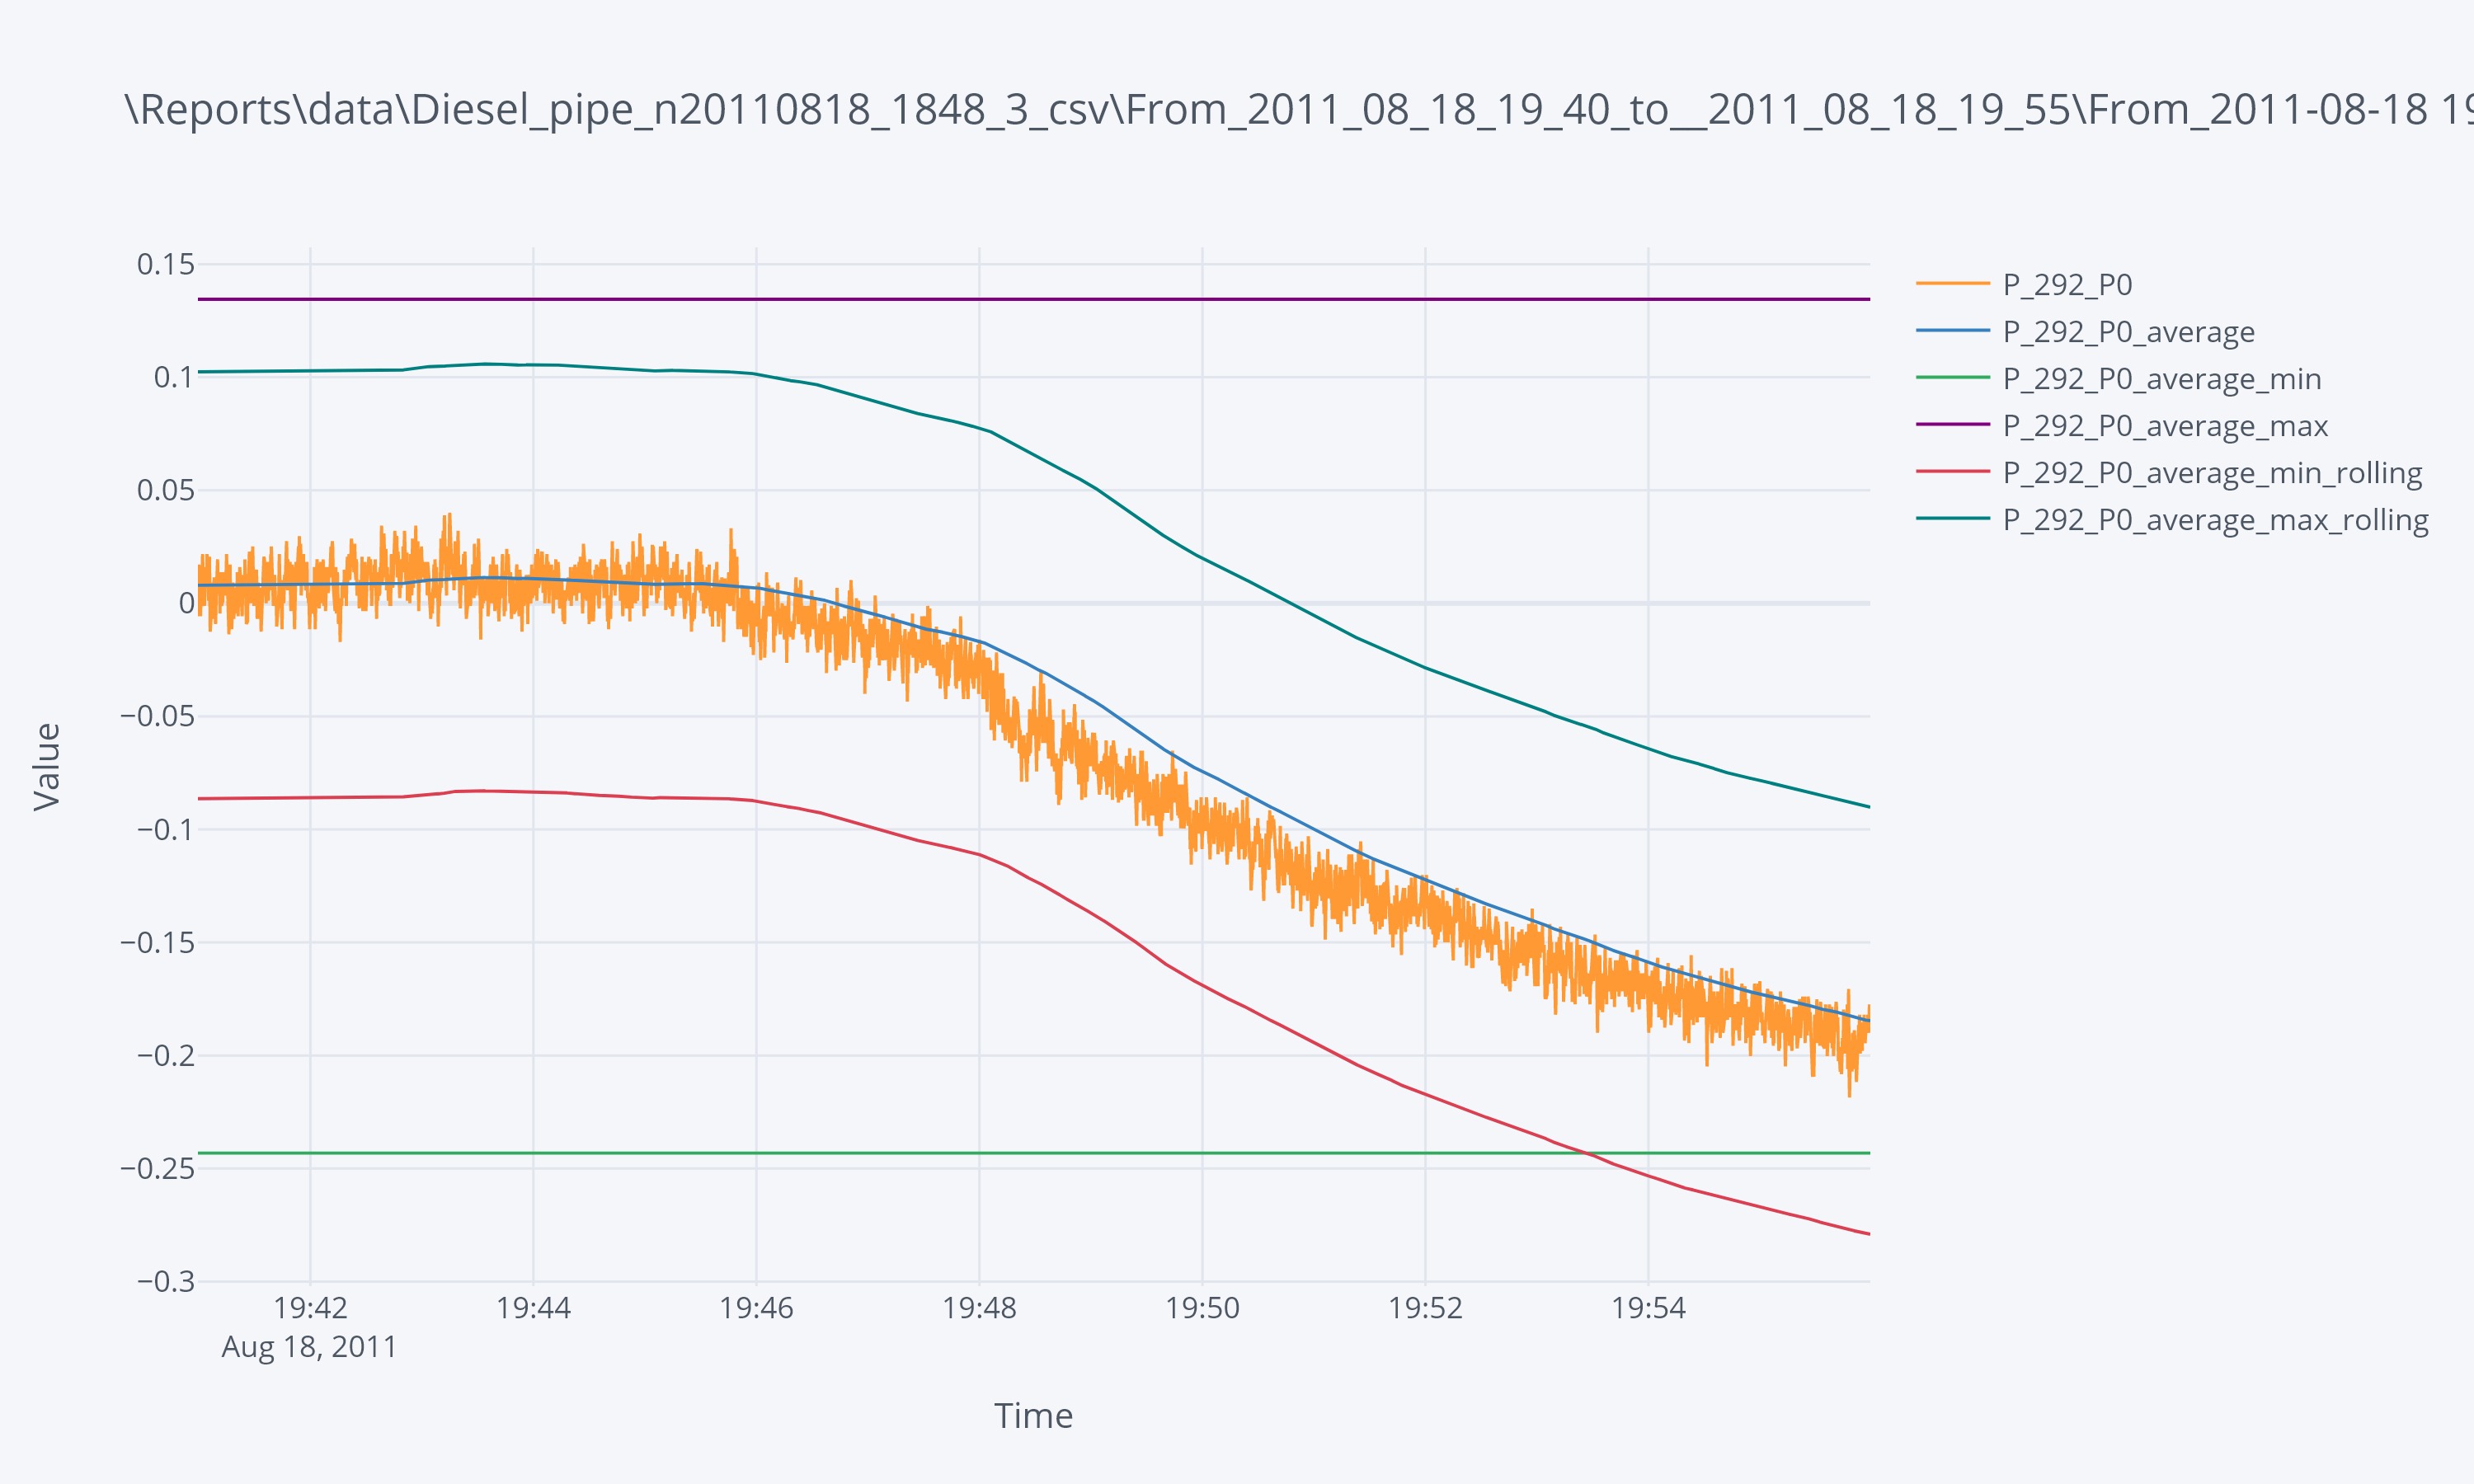 \Reports\data\Diesel_pipe_n20110818_1848_3_csv\From_2011_08_18_19_40_to__2011_08_18_19_55\From_2011-08-18 19
0.15
0.1
0.05
0
−0.05
−0.1
−0.15
−0.2
−0.25
−0.3
Value
P_292_P0
P_292_P0_average
P_292_P0_average_min
P_292_P0_average_max
P_292_P0_average_min_rolling
P_292_P0_average_max_rolling
19:42 19:44 19:46 19:48 19:50 19:52 19:54
Aug 18, 2011
Time